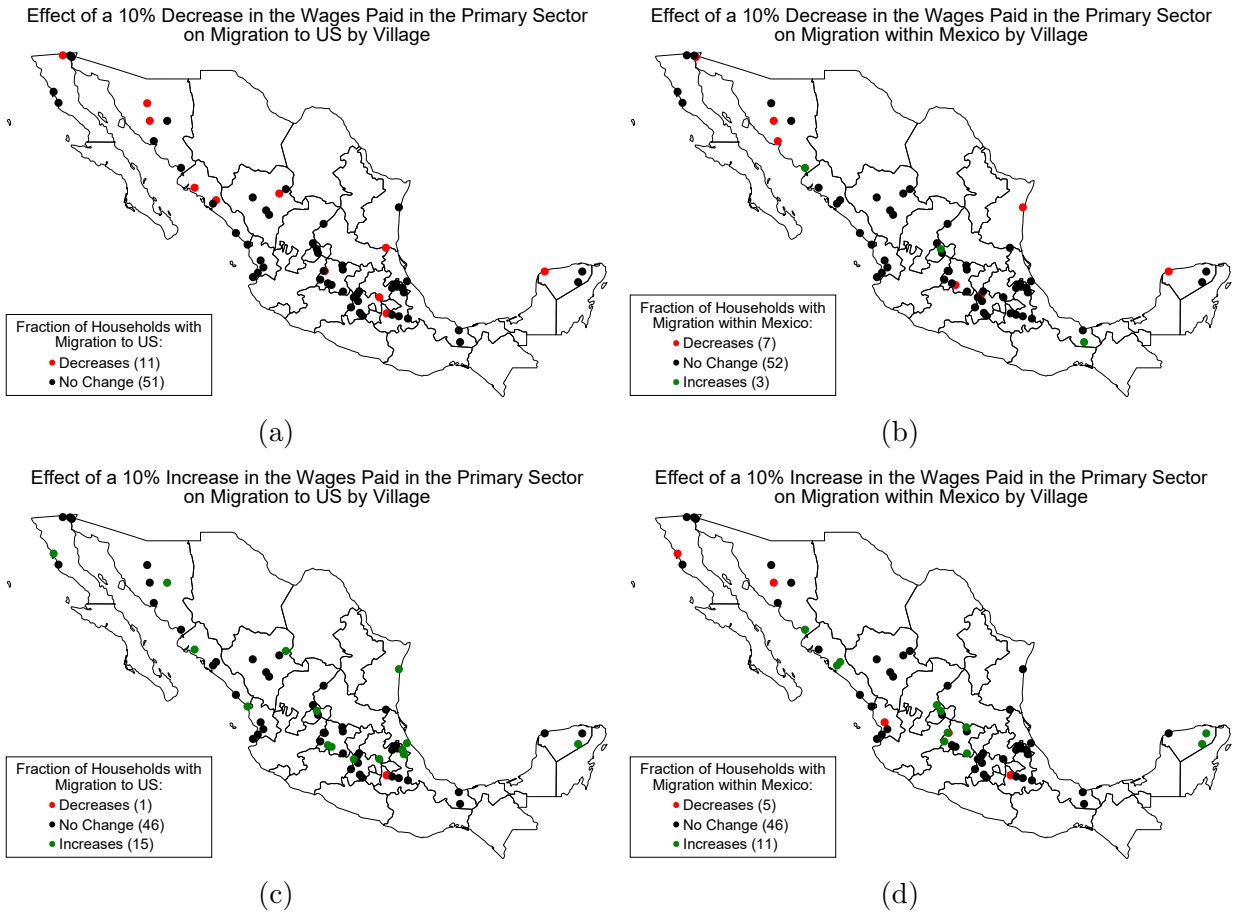 Effect of a 10% Decrease in the Wages Paid in the Primary Sector
on Migration to US by Village
Fraction of Households with
Migration to US:
Decreases (11)
No Change (51)
(a)
Effect of a 10% Decrease in the Wages Paid in the Primary Sector
on Migration within Mexico by Village
Fraction of Households with
Migration within Mexico:
Decreases (7)
No Change (52)
Increases (3)
(b)
Effect of a 10% Increase in the Wages Paid in the Primary Sector
on Migration to US by Village
Fraction of Households with
Migration to US:
Decreases (1)
No Change (46)
Increases (15)
(c)
Effect of a 10% Increase in the Wages Paid in the Primary Sector
on Migration within Mexico by Village
Fraction of Households with
Migration within Mexico:
Decreases (5)
No Change (46)
Increases (11)
(d)